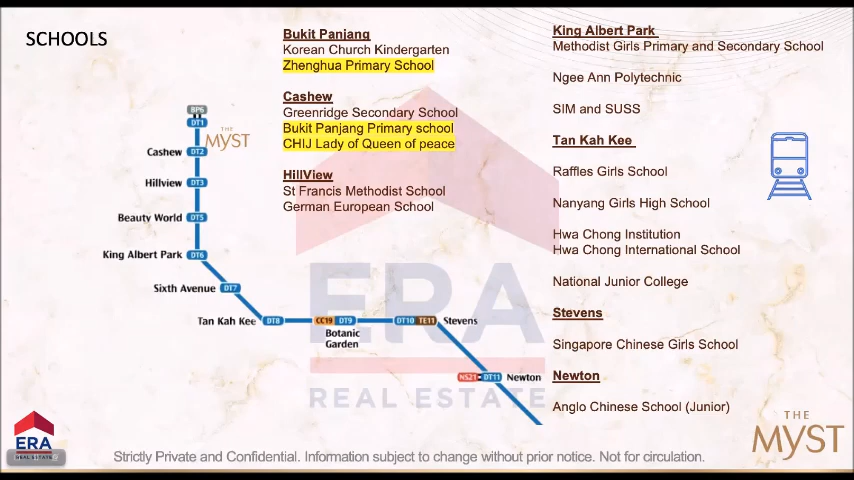 SCHOOLS
Bukit Panjang
Korean Church Kindergarten
Zhenghua Primary School
Cashew
Greenridge Secondary School
Bukit Panjang Primary school
CHIJ Lady of Queen of peace
HillView
St Francis Methodist School
German European School
King Albert Park
Methodist Girls Primary and Secondary School
Ngee Ann Polytechnic
SIM and SUSS
Tan Kah Kee
Raffles Girls School
Nanyang Girls High School
Hwa Chong Institution
Hwa Chong International School
National Junior College
Stevens
Singapore Chinese Girls School
Newton
Anglo Chinese School (Junior)
BP6
DT1
THE
MYST
Cashew DT2
Hillview DT3
Beauty World DT5
King Albert Park DT6
Sixth Avenue DT7
Tan Kah Kee DT8
CC19 DT9
Botanic
Garden
DT10 TE11 Stevens
NS21 DT11 Newton
ERA
REAL ESTATE
ERA
REAL ESTATE
THE
MYST
Strictly Private and Confidential. Information subject to change without prior notice. Not for circulation.